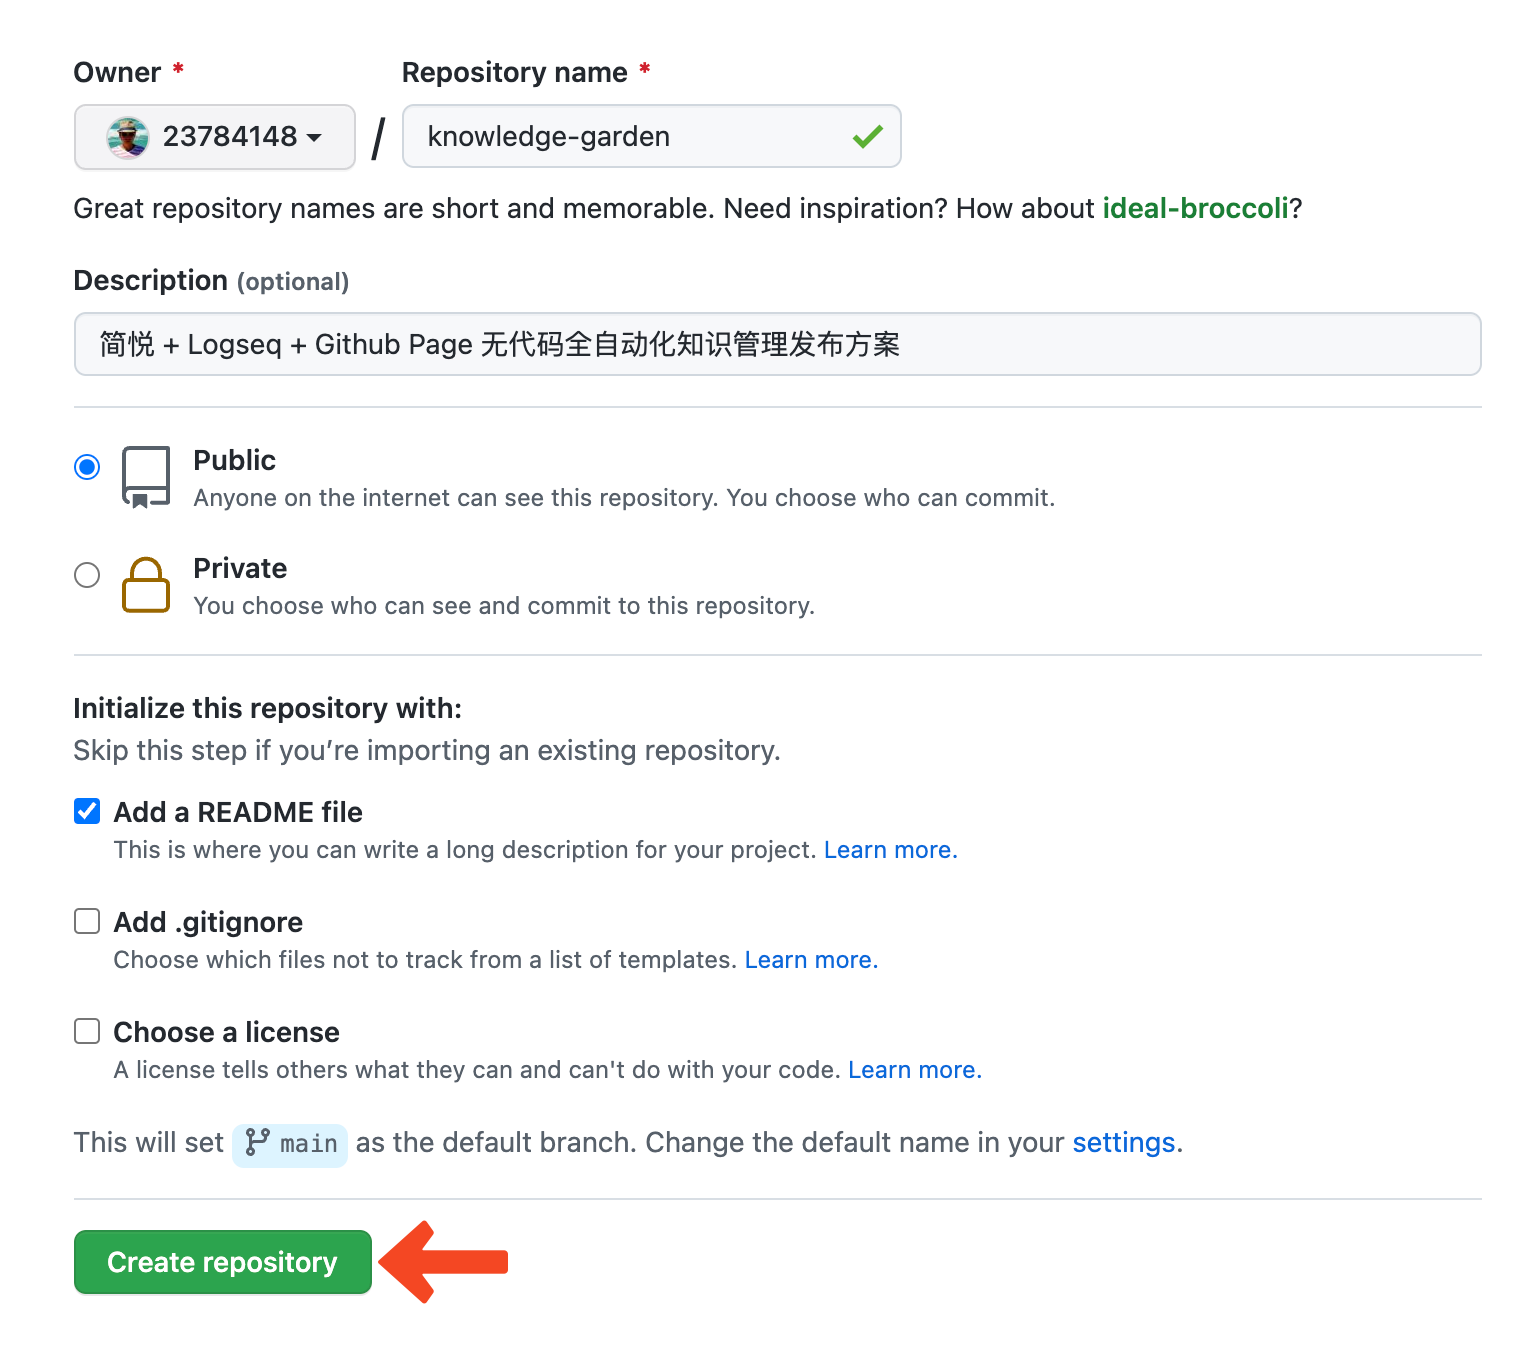 Owner *
Repository name *
23784148 / knowledge-garden
Great repository names are short and memorable. Need inspiration? How about ideal-broccoli?
Description (optional)
简悦 + Logseq + Github Page 无代码全自动化知识管理发布方案
Public
Anyone on the internet can see this repository. You choose who can commit.
Private
You choose who can see and commit to this repository.
Initialize this repository with:
Skip this step if you’re importing an existing repository.
Add a README file
This is where you can write a long description for your project. Learn more.
Add .gitignore
Choose which files not to track from a list of templates. Learn more.
Choose a license
A license tells others what they can and can't do with your code. Learn more.
This will set main as the default branch. Change the default name in your settings.
Create repository